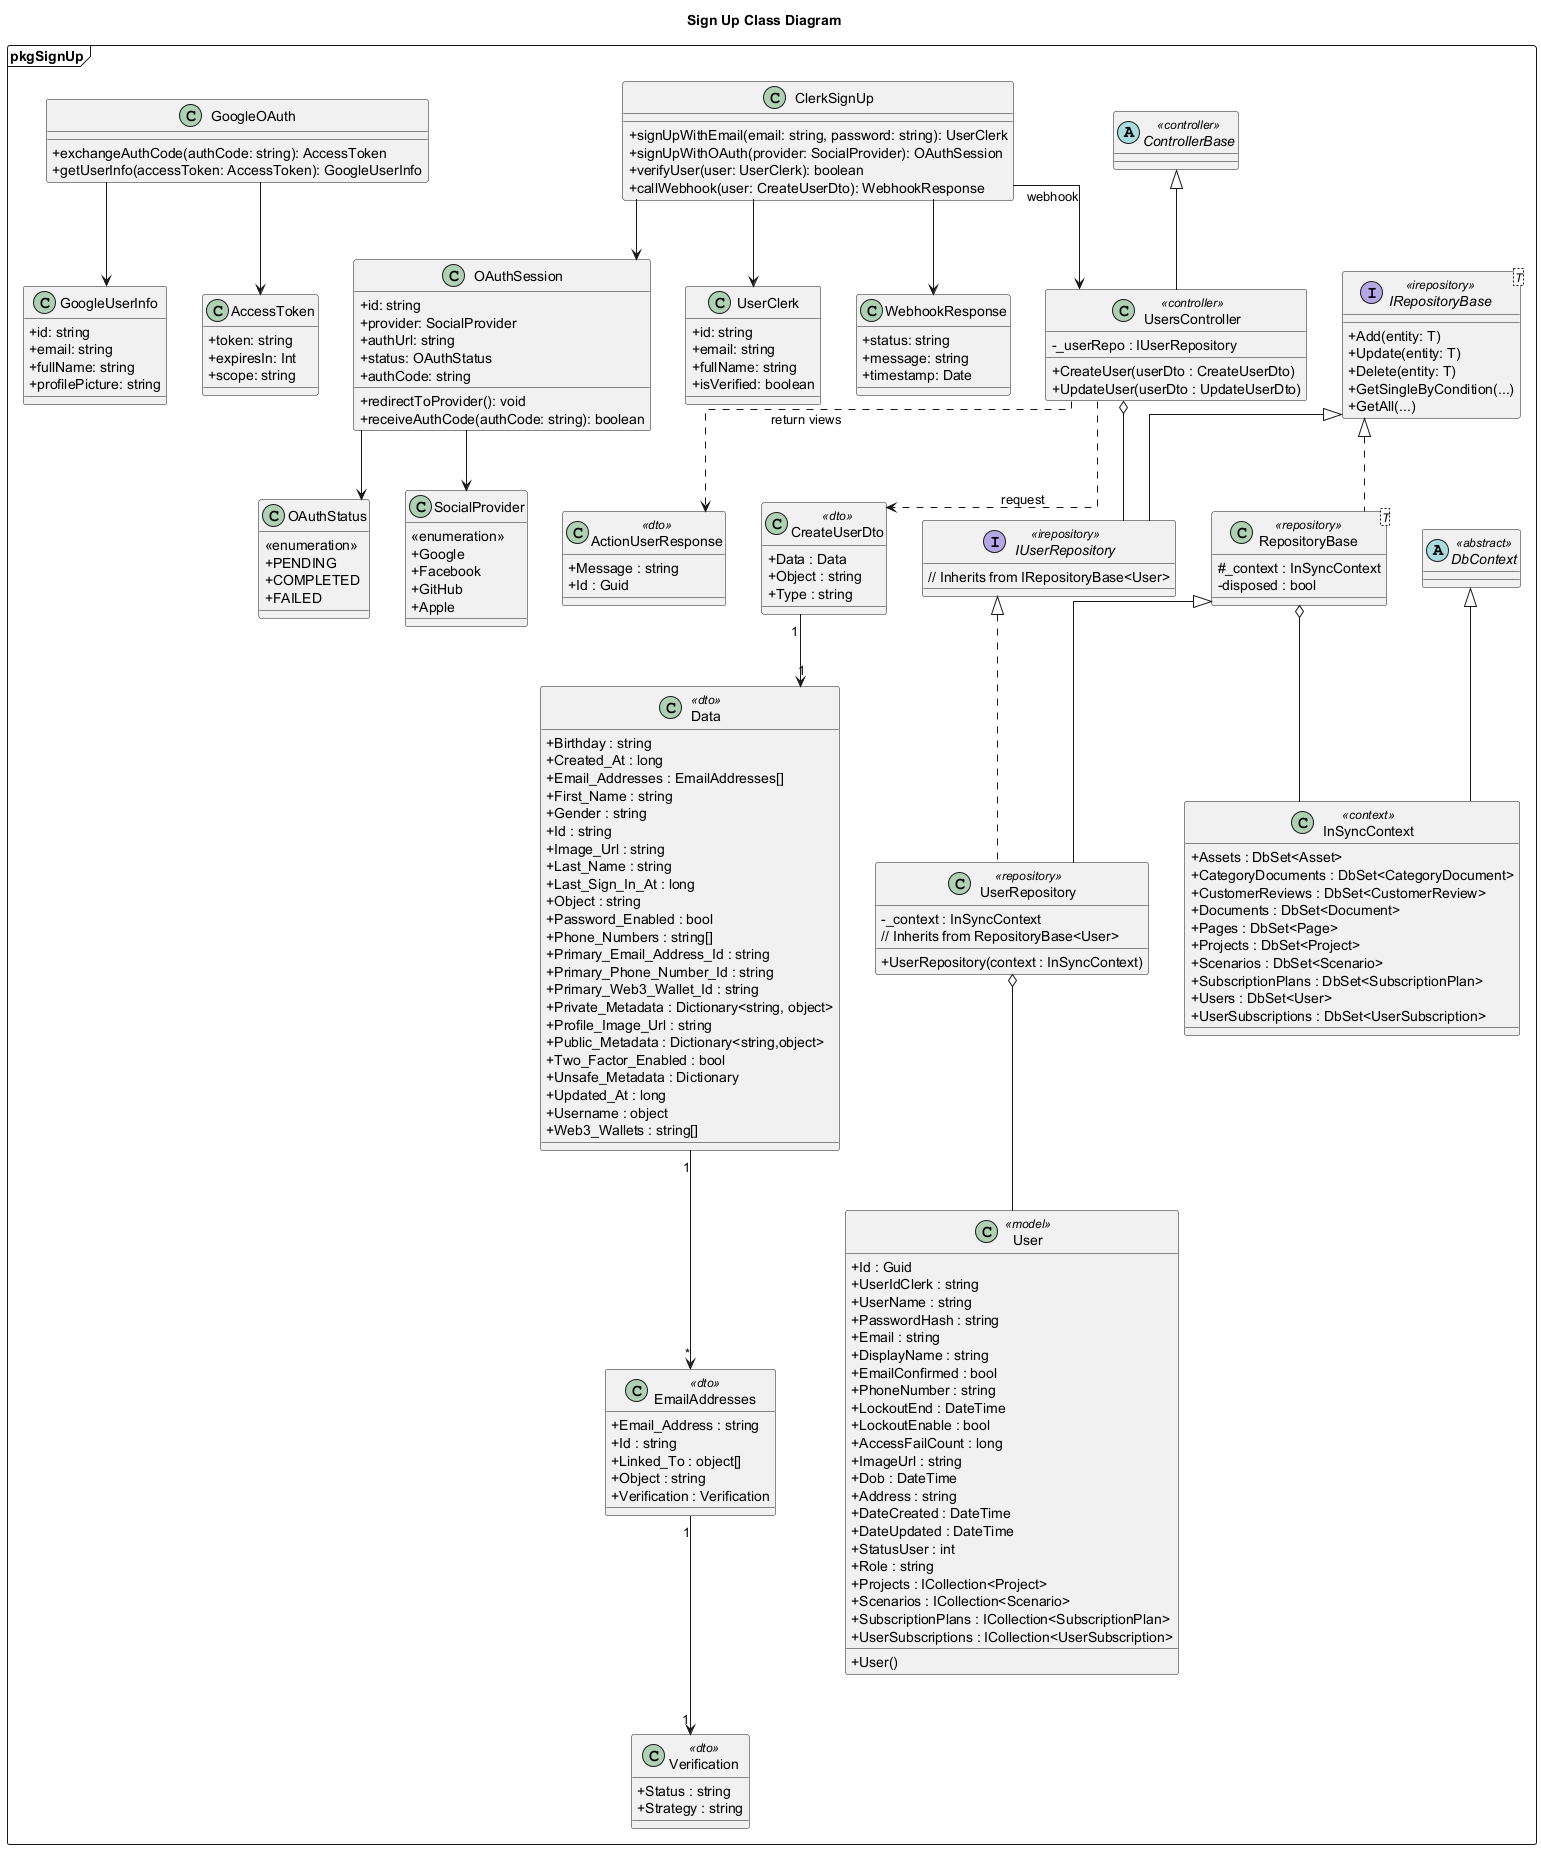 Sign Up Class Diagram
pkgSignUp
C GoogleOAuth
+exchangeAuthCode(authCode: string): AccessToken
+getUserInfo(accessToken: AccessToken): GoogleUserInfo
C ClerkSignUp
+signUpWithEmail(email: string, password: string): UserClerk
+signUpWithOAuth(provider: SocialProvider): OAuthSession
+verifyUser(user: UserClerk): boolean
+callWebhook(user: CreateUserDto): WebhookResponse
webhook
«controller»
A ControllerBase
C GoogleUserInfo
+id: string
+email: string
+fullName: string
+profilePicture: string
C AccessToken
+token: string
+expiresIn: Int
+scope: string
C OAuthSession
+id: string
+provider: SocialProvider
+authUrl: string
+status: OAuthStatus
+authCode: string
+redirectToProvider(): void
+receiveAuthCode(authCode: string): boolean
C UserClerk
+id: string
+email: string
+fullName: string
+isVerified: boolean
C WebhookResponse
+status: string
+message: string
+timestamp: Date
«controller»
C UsersController
-_userRepo : IUserRepository
+CreateUser(userDto : CreateUserDto)
+UpdateUser(userDto : UpdateUserDto)
T
«irepository»
I IRepositoryBase
+Add(entity: T)
+Update(entity: T)
+Delete(entity: T)
+GetSingleByCondition(...)
+GetAll(...)
return views
request
C OAuthStatus
«enumeration»
+PENDING
+COMPLETED
+FAILED
C SocialProvider
«enumeration»
+Google
+Facebook
+GitHub
+Apple
«dto»
C ActionUserResponse
+Message : string
+Id : Guid
«dto»
C CreateUserDto
+Data : Data
+Object : string
+Type : string
«irepository»
I IUserRepository
// Inherits from IRepositoryBase<User>
T
«repository»
C RepositoryBase
#_context : InSyncContext
-disposed : bool
«abstract»
A DbContext
1
1
«dto»
C Data
+Birthday : string
+Created_At : long
+Email_Addresses : EmailAddresses[]
+First_Name : string
+Gender : string
+Id : string
+Image_Url : string
+Last_Name : string
+Last_Sign_In_At : long
+Object : string
+Password_Enabled : bool
+Phone_Numbers : string[]
+Primary_Email_Address_Id : string
+Primary_Phone_Number_Id : string
+Primary_Web3_Wallet_Id : string
+Private_Metadata : Dictionary<string, object>
+Profile_Image_Url : string
+Public_Metadata : Dictionary<string,object>
+Two_Factor_Enabled : bool
+Unsafe_Metadata : Dictionary
+Updated_At : long
+Username : object
+Web3_Wallets : string[]
«repository»
C UserRepository
-_context : InSyncContext
// Inherits from RepositoryBase<User>
+UserRepository(context : InSyncContext)
«context»
C InSyncContext
+Assets : DbSet<Asset>
+CategoryDocuments : DbSet<CategoryDocument>
+CustomerReviews : DbSet<CustomerReview>
+Documents : DbSet<Document>
+Pages : DbSet<Page>
+Projects : DbSet<Project>
+Scenarios : DbSet<Scenario>
+SubscriptionPlans : DbSet<SubscriptionPlan>
+Users : DbSet<User>
+UserSubscriptions : DbSet<UserSubscription>
1
*
«model»
C User
+Id : Guid
+UserIdClerk : string
+UserName : string
+PasswordHash : string
+Email : string
+DisplayName : string
+EmailConfirmed : bool
+PhoneNumber : string
+LockoutEnd : DateTime
+LockoutEnable : bool
+AccessFailCount : long
+ImageUrl : string
+Dob : DateTime
+Address : string
+DateCreated : DateTime
+DateUpdated : DateTime
+StatusUser : int
+Role : string
+Projects : ICollection<Project>
+Scenarios : ICollection<Scenario>
+SubscriptionPlans : ICollection<SubscriptionPlan>
+UserSubscriptions : ICollection<UserSubscription>
+User()
«dto»
C EmailAddresses
+Email_Address : string
+Id : string
+Linked_To : object[]
+Object : string
+Verification : Verification
1
1
«dto»
C Verification
+Status : string
+Strategy : string